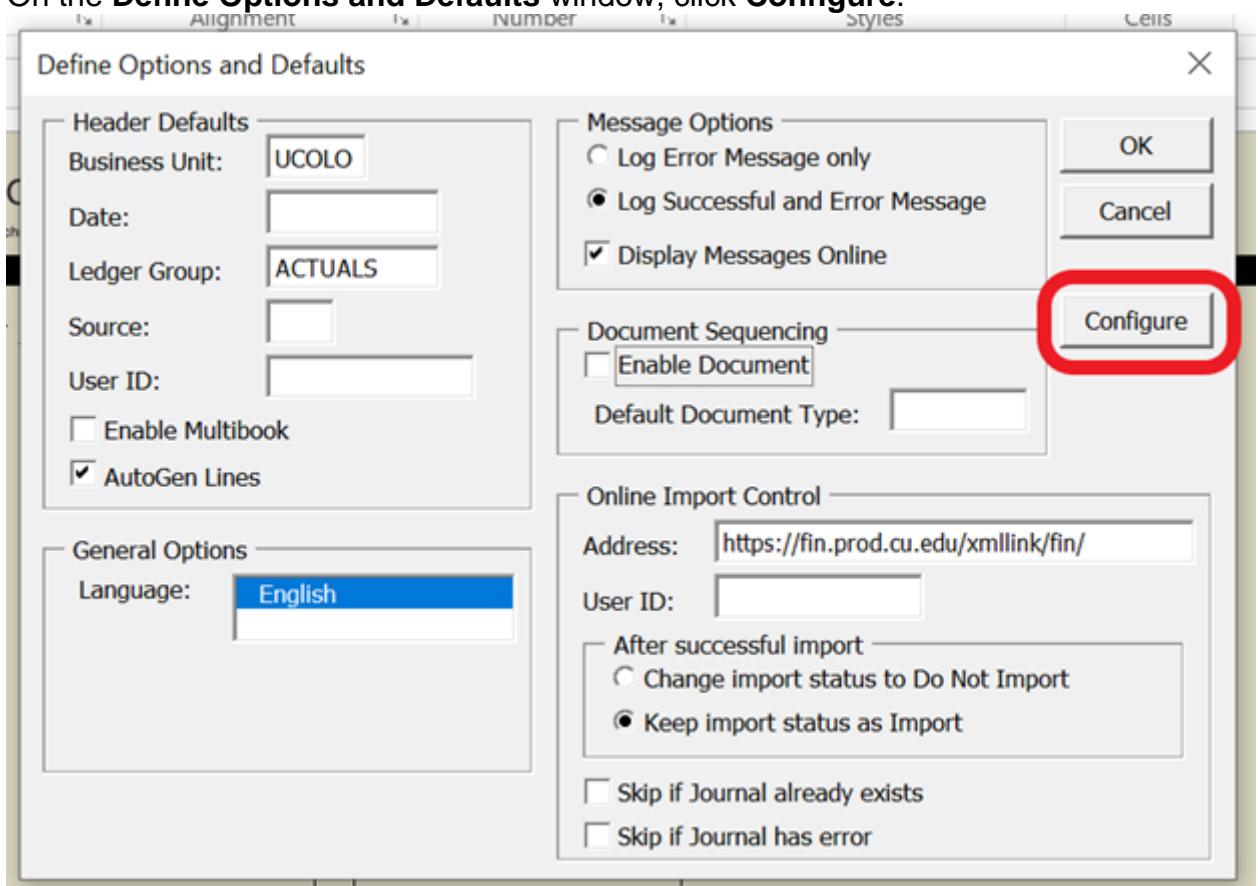 On the Define Options and Defaults window, click Configure.
Alignment Number Styles Cells
Define Options and Defaults
Header Defaults
Business Unit: UCOLO
Date:
Ledger Group: ACTUALS
Source:
User ID:
Enable Multibook
AutoGen Lines
General Options
Language: English
Message Options
Log Error Message only
Log Successful and Error Message
Display Messages Online
Document Sequencing
Enable Document
Default Document Type:
Online Import Control
Address: https://fin.prod.cu.edu/xmllink/fin/
User ID:
After successful import
Change import status to Do Not Import
Keep import status as Import
Skip if Journal already exists
Skip if Journal has error
OK
Cancel
Configure